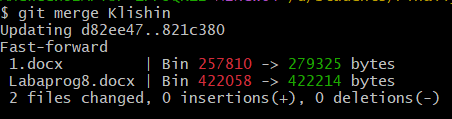 $ git merge Klishin
Updating d82ee47..821c380
Fast-forward
 1.docx        | Bin 257810 -> 279325 bytes
 Labaprog8.docx | Bin 422058 -> 422214 bytes
 2 files changed, 0 insertions(+), 0 deletions(-)